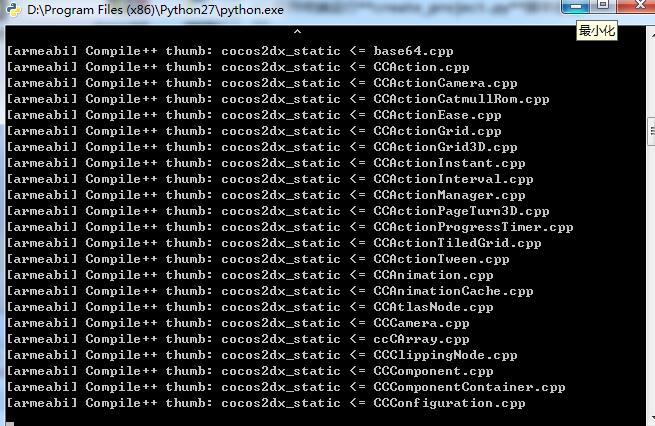 D:\Program Files (x86)\Python27\python.exe
最小化
^
[armeabi] Compile++ thumb: cocos2dx_static <= base64.cpp
[armeabi] Compile++ thumb: cocos2dx_static <= CCAction.cpp
[armeabi] Compile++ thumb: cocos2dx_static <= CCActionCamera.cpp
[armeabi] Compile++ thumb: cocos2dx_static <= CCActionCatmullRom.cpp
[armeabi] Compile++ thumb: cocos2dx_static <= CCActionEase.cpp
[armeabi] Compile++ thumb: cocos2dx_static <= CCActionGrid.cpp
[armeabi] Compile++ thumb: cocos2dx_static <= CCActionGrid3D.cpp
[armeabi] Compile++ thumb: cocos2dx_static <= CCActionInstant.cpp
[armeabi] Compile++ thumb: cocos2dx_static <= CCActionInterval.cpp
[armeabi] Compile++ thumb: cocos2dx_static <= CCActionManager.cpp
[armeabi] Compile++ thumb: cocos2dx_static <= CCActionPageTurn3D.cpp
[armeabi] Compile++ thumb: cocos2dx_static <= CCActionProgressTimer.cpp
[armeabi] Compile++ thumb: cocos2dx_static <= CCActionTiledGrid.cpp
[armeabi] Compile++ thumb: cocos2dx_static <= CCActionTween.cpp
[armeabi] Compile++ thumb: cocos2dx_static <= CCAnimation.cpp
[armeabi] Compile++ thumb: cocos2dx_static <= CCAnimationCache.cpp
[armeabi] Compile++ thumb: cocos2dx_static <= CCAtlasNode.cpp
[armeabi] Compile++ thumb: cocos2dx_static <= CCCamera.cpp
[armeabi] Compile++ thumb: cocos2dx_static <= ccCArray.cpp
[armeabi] Compile++ thumb: cocos2dx_static <= CCClippingNode.cpp
[armeabi] Compile++ thumb: cocos2dx_static <= CCComponent.cpp
[armeabi] Compile++ thumb: cocos2dx_static <= CCComponentContainer.cpp
[armeabi] Compile++ thumb: cocos2dx_static <= CCConfiguration.cpp